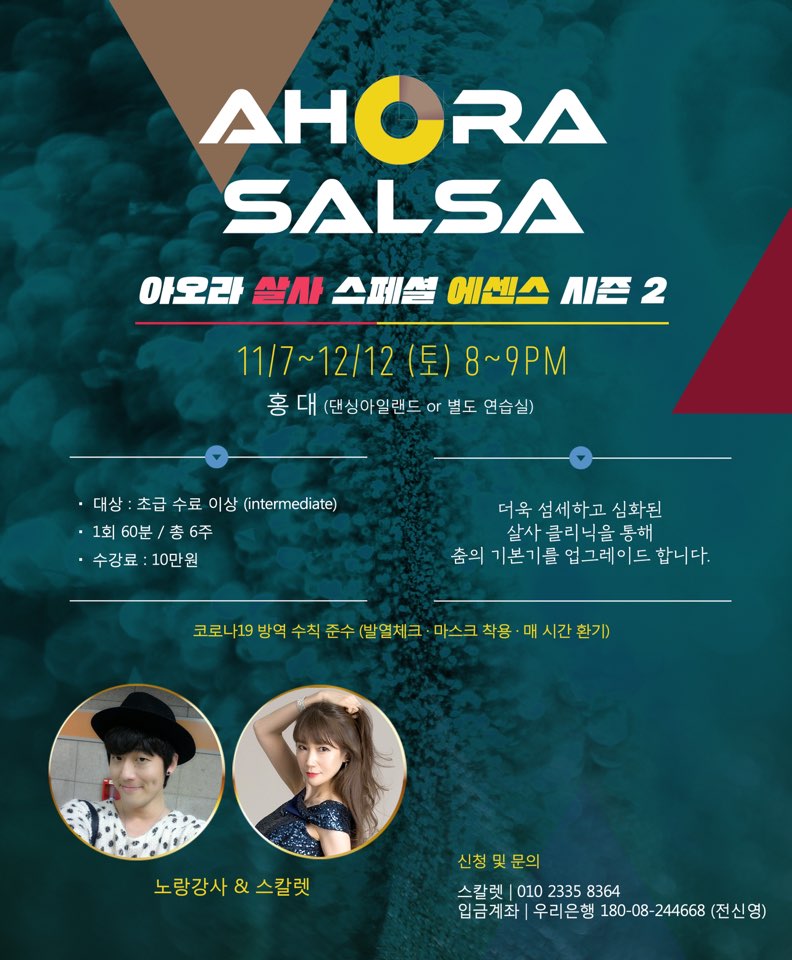 AHORA
SALSA
아오라 살사 스페셜 에센스 시즌 2
11/7~12/12 (토) 8~9PM
홍 대 (댄싱아일랜드 or 별도 연습실)
· 대상 : 초급 수료 이상 (intermediate)
· 1회 60분 / 총 6주
· 수강료 : 10만원
더욱 섬세하고 심화된
살사 클리닉을 통해
춤의 기본기를 업그레이드 합니다.
코로나19 방역 수칙 준수 (발열체크 · 마스크 착용 · 매 시간 환기)
노랑강사 & 스칼렛
신청 및 문의
스칼렛 | 010 2335 8364
입금계좌 | 우리은행 180-08-244668 (전신영)